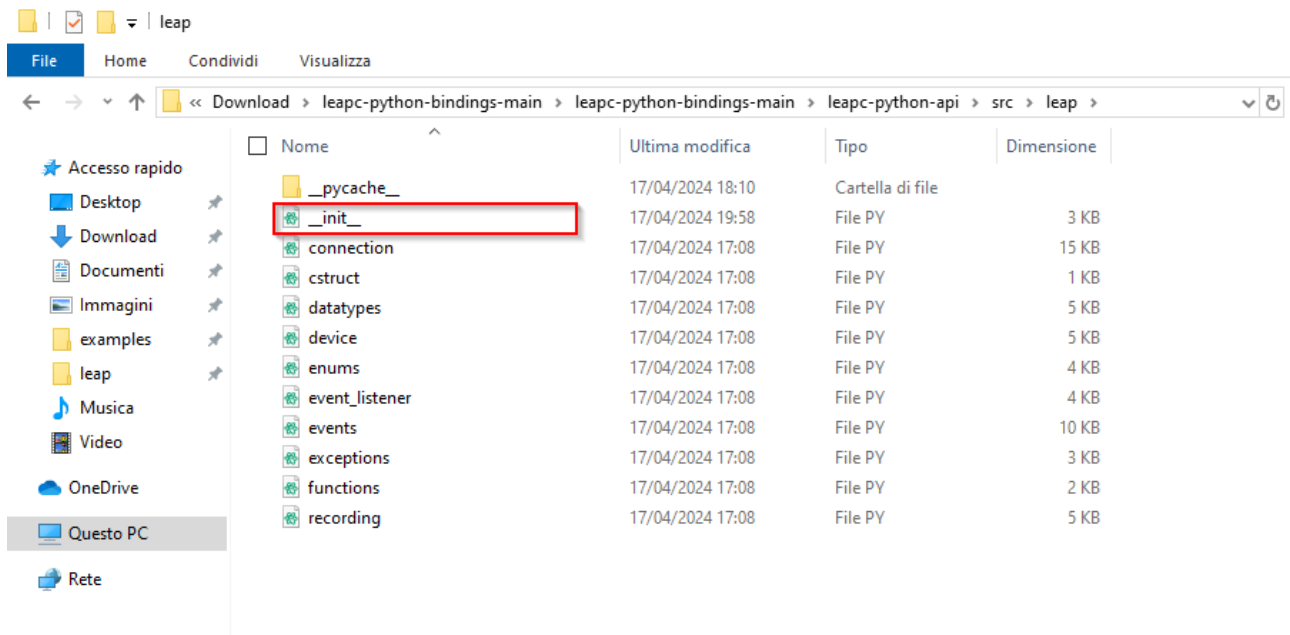 leap
File Home Condividi Visualizza
« Download > leapc-python-bindings-main > leapc-python-bindings-main > leapc-python-api > src > leap >
Nome Ultima modifica Tipo Dimensione
Accesso rapido
Desktop
Download
Documenti
Immagini
examples
leap
Musica
Video
OneDrive
Questo PC
Rete
__pycache__ 17/04/2024 18:10 Cartella di file
__init__ 17/04/2024 19:58 File PY 3 KB
connection 17/04/2024 17:08 File PY 15 KB
cstruct 17/04/2024 17:08 File PY 1 KB
datatypes 17/04/2024 17:08 File PY 5 KB
device 17/04/2024 17:08 File PY 5 KB
enums 17/04/2024 17:08 File PY 4 KB
event_listener 17/04/2024 17:08 File PY 4 KB
events 17/04/2024 17:08 File PY 10 KB
exceptions 17/04/2024 17:08 File PY 3 KB
functions 17/04/2024 17:08 File PY 2 KB
recording 17/04/2024 17:08 File PY 5 KB